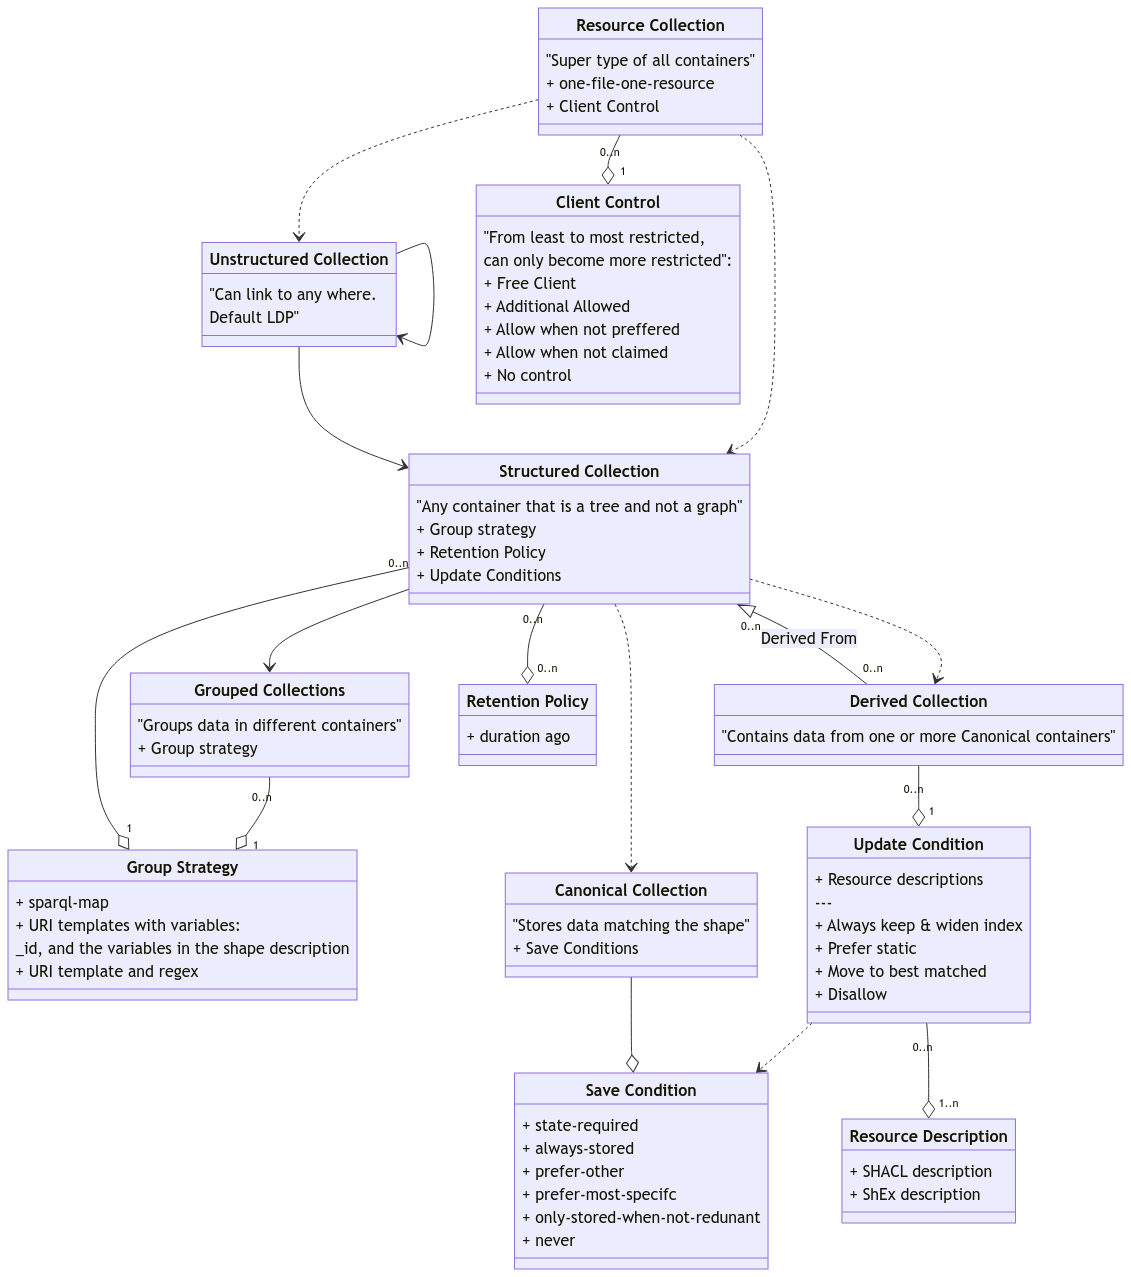 Resource Collection
"Super type of all containers"
+ one-file-one-resource
+ Client Control
0..n
1
Client Control
"From least to most restricted,
can only become more restricted":
+ Free Client
+ Additional Allowed
+ Allow when not preffered
+ Allow when not claimed
+ No control
Unstructured Collection
"Can link to any where.
Default LDP"
Structured Collection
"Any container that is a tree and not a graph"
+ Group strategy
+ Retention Policy
+ Update Conditions
0..n
0..n
0..n
Derived From
0..n
0..n
Grouped Collections
"Groups data in different containers"
+ Group strategy
Retention Policy
+ duration ago
Derived Collection
"Contains data from one or more Canonical containers"
0..n
0..n
1
1
1
Group Strategy
+ sparql-map
+ URI templates with variables:
_id, and the variables in the shape description
+ URI template and regex
Canonical Collection
"Stores data matching the shape"
+ Save Conditions
Update Condition
+ Resource descriptions
---
+ Always keep & widen index
+ Prefer static
+ Move to best matched
+ Disallow
0..n
1..n
Save Condition
+ state-required
+ always-stored
+ prefer-other
+ prefer-most-specifc
+ only-stored-when-not-redunant
+ never
Resource Description
+ SHACL description
+ ShEx description